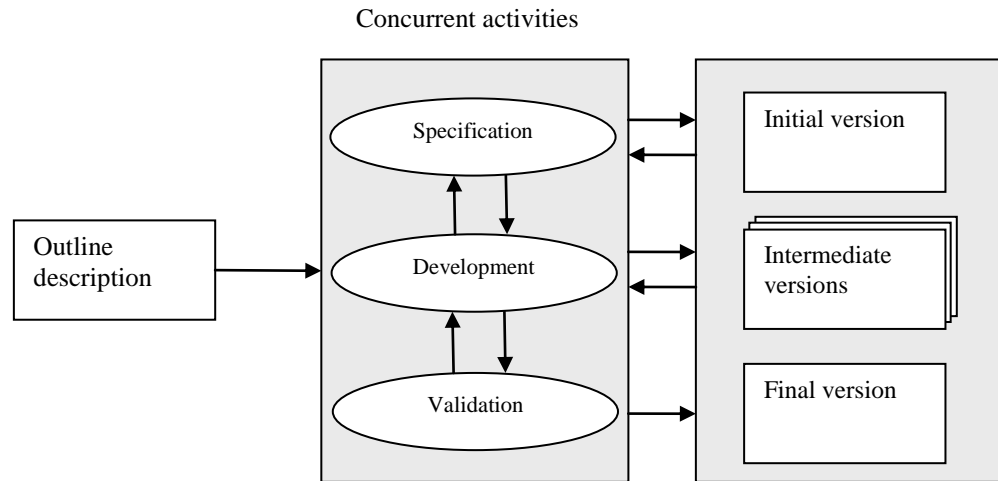 Concurrent activities
Outline
description
Specification
Development
Validation
Initial version
Intermediate
versions
Final version